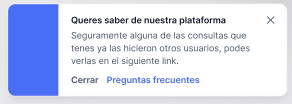 Queres saber de nuestra plataforma
Seguramente alguna de las consultas que
tenes ya las hicieron otros usuarios, podes
verlas en el siguiente link.
Cerrar Preguntas frecuentes